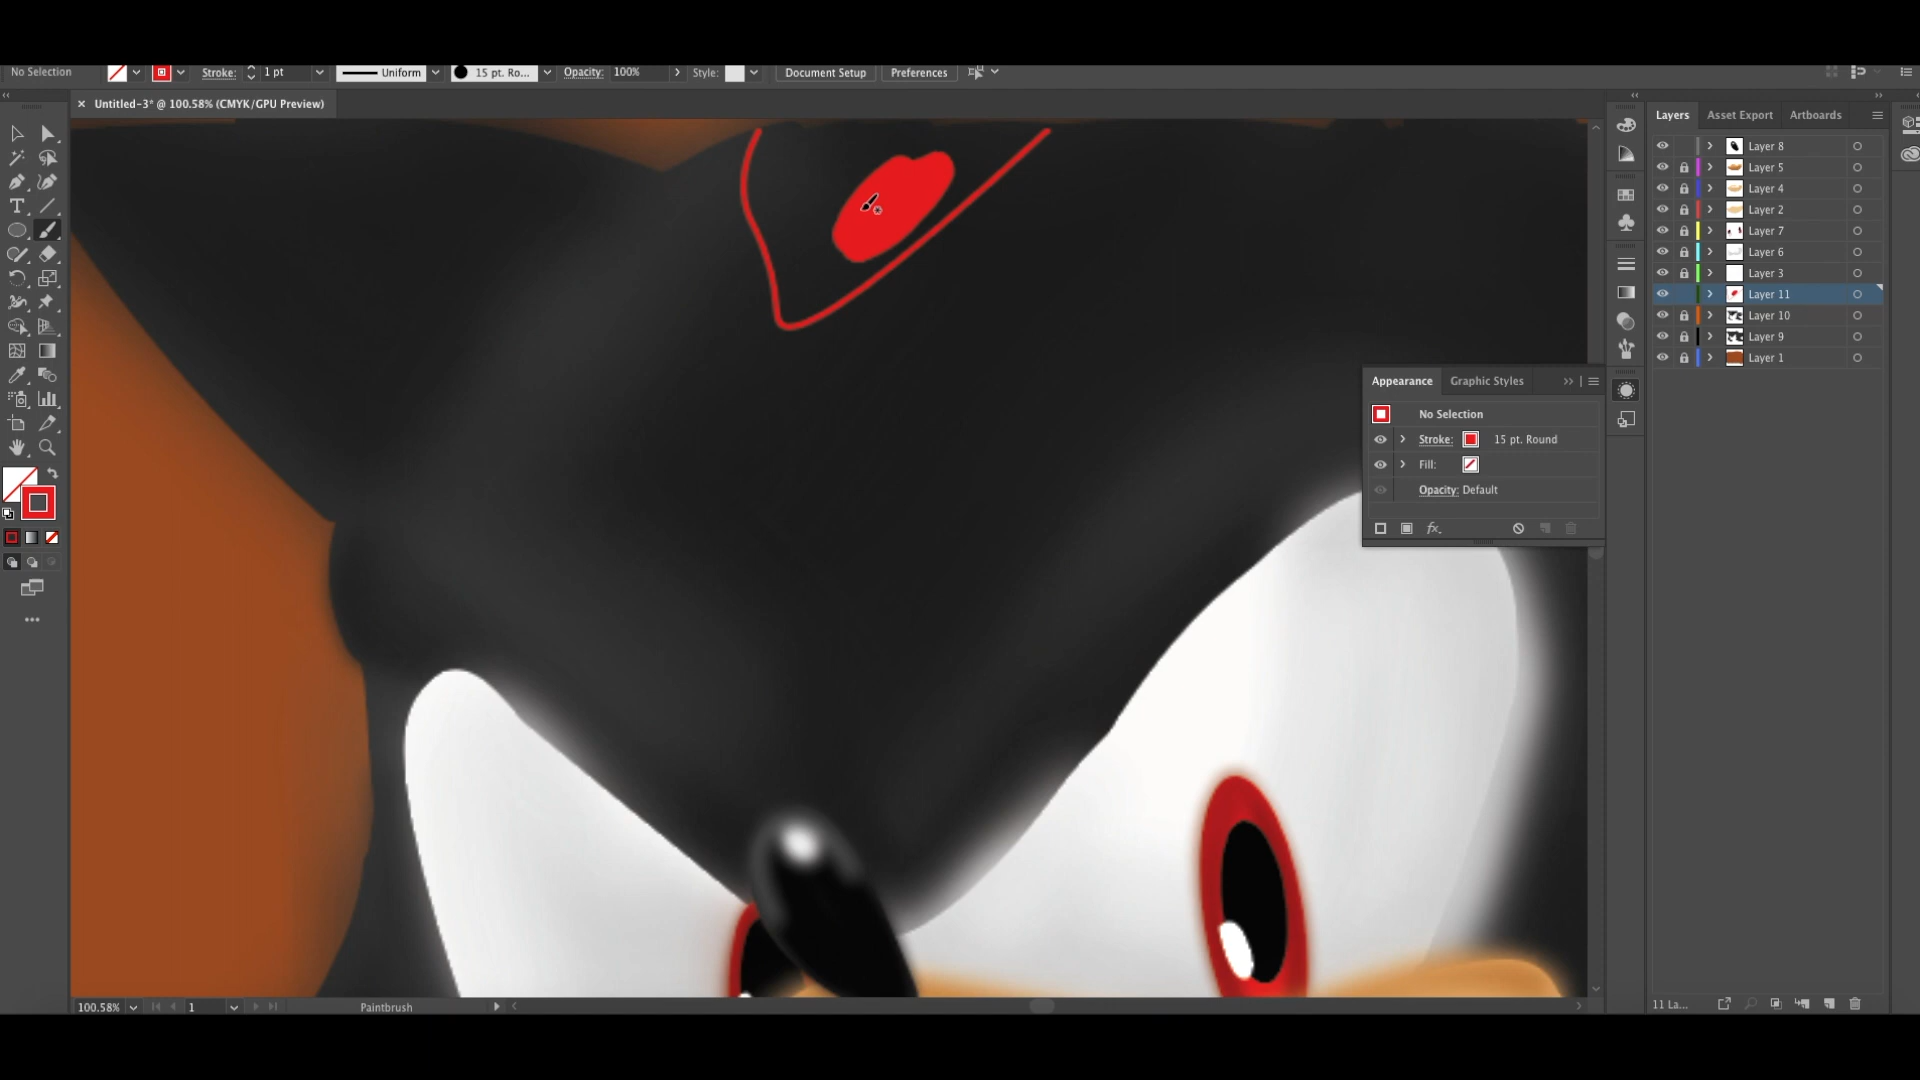 No Selection
Stroke:
1 pt
Uniform
15 pt. Ro...
Opacity:
100%
Style:
Document Setup
Preferences
Untitled-3* @ 100.58% (CMYK/GPU Preview)
Layers
Asset Export
Artboards
Layer 8
Layer 5
Layer 4
Layer 2
Layer 7
Layer 6
Layer 3
Layer 11
Layer 10
Layer 9
Layer 1
Appearance
Graphic Styles
No Selection
Stroke:
15 pt. Round
Fill:
Opacity: Default
fx.
100.58%
1
Paintbrush
11 La...